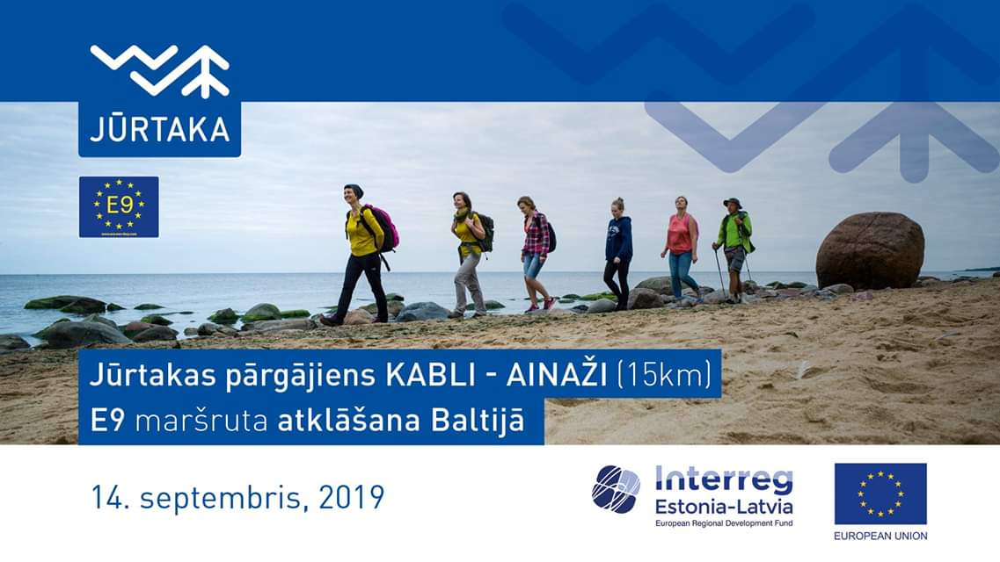 JŪRTAKA
E9
Jūrtakas pārgājiens KABLI - AINAŽI (15km)
E9 maršruta atklāšana Baltijā
14. septembris, 2019
Interreg
Estonia-Latvia
European Regional Development Fund
EUROPEAN UNION